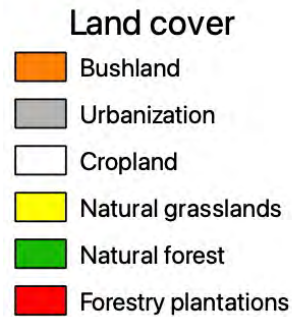 Land cover
Bushland
Urbanization
Cropland
Natural grasslands
Natural forest
Forestry plantations